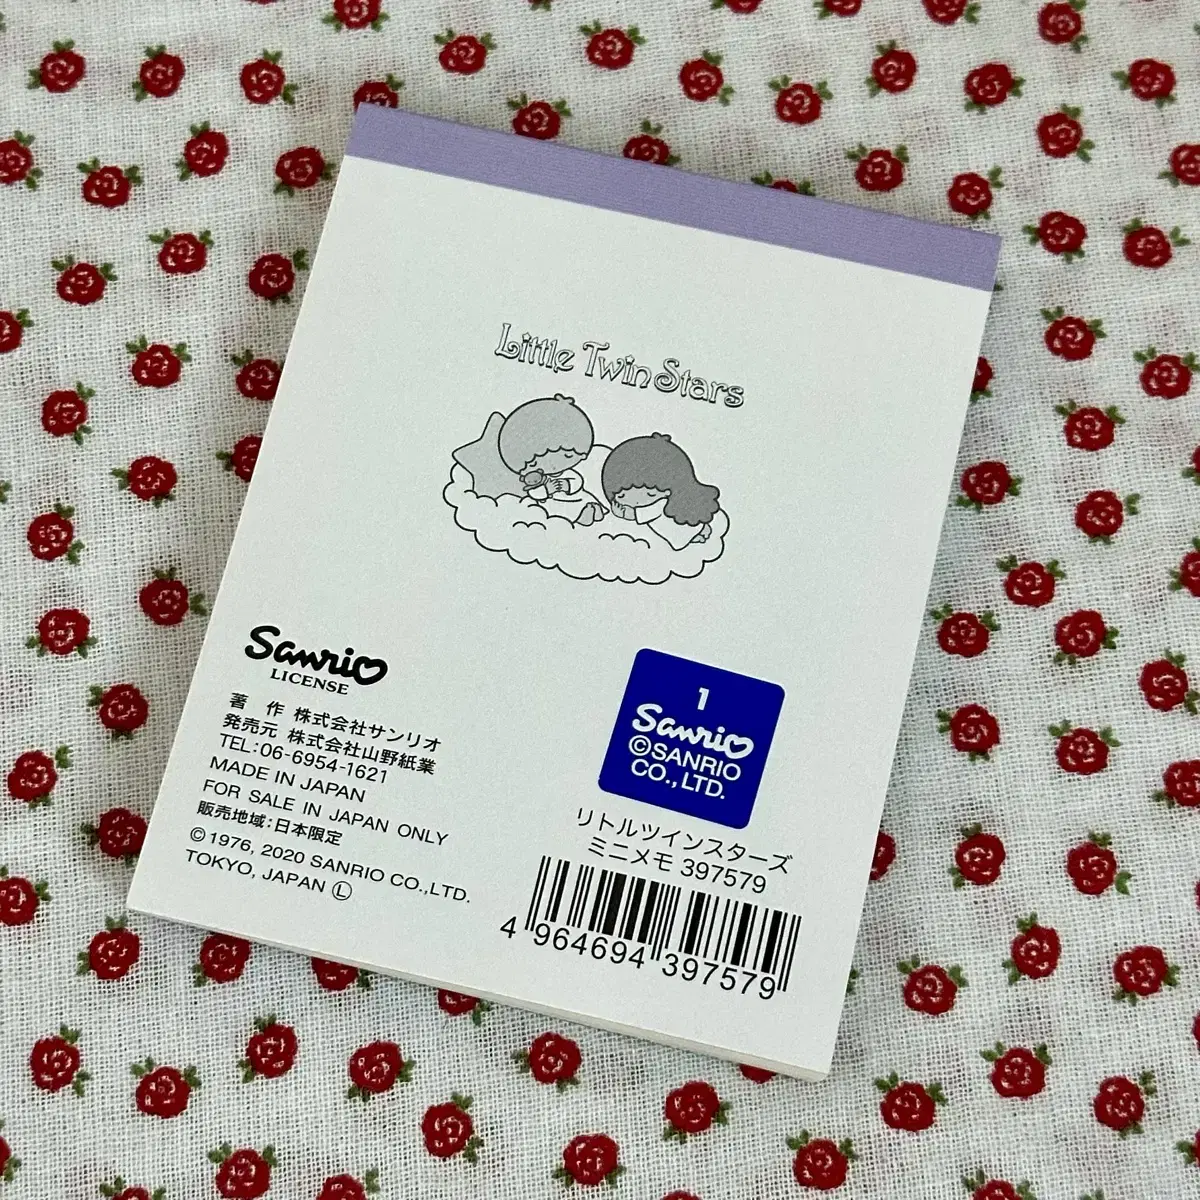 Little Twin Stars
Sanrio
LICENSE
著 作 株式会社サンリオ
発売元 株式会社山野紙業
TEL:06-6954-1621
MADE IN JAPAN
FOR SALE IN JAPAN ONLY
販売地域:日本限定
©1976, 2020 SANRIO CO.,LTD.
TOKYO, JAPAN Ⓛ
1
Sanrio
©SANRIO
CO.,LTD.
リトルツインスターズ
ミニメモ 397579
4 964694 397579